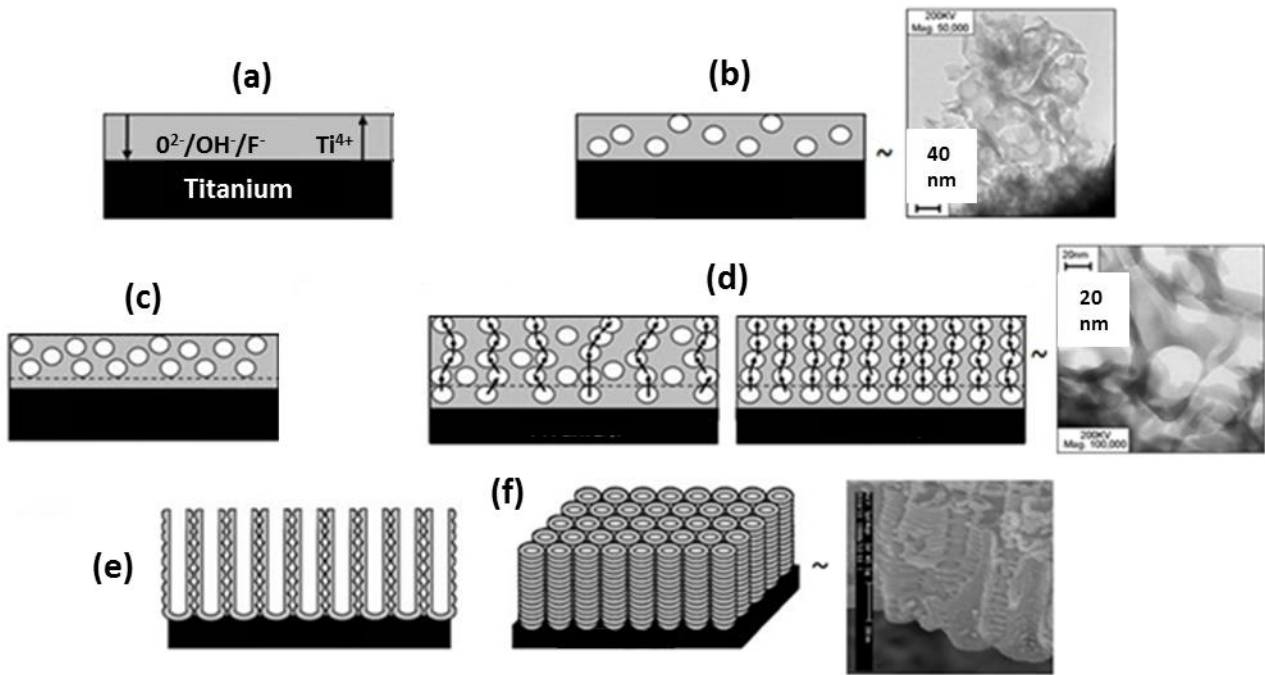 (a)
0²⁻/OH⁻/F⁻ Ti⁴⁺
Titanium
(b)
~
200KV
Mag. 50,000
40
nm
(c)
(d)
~
20nm
20
nm
200KV
Mag. 100,000
(e)
(f)
~